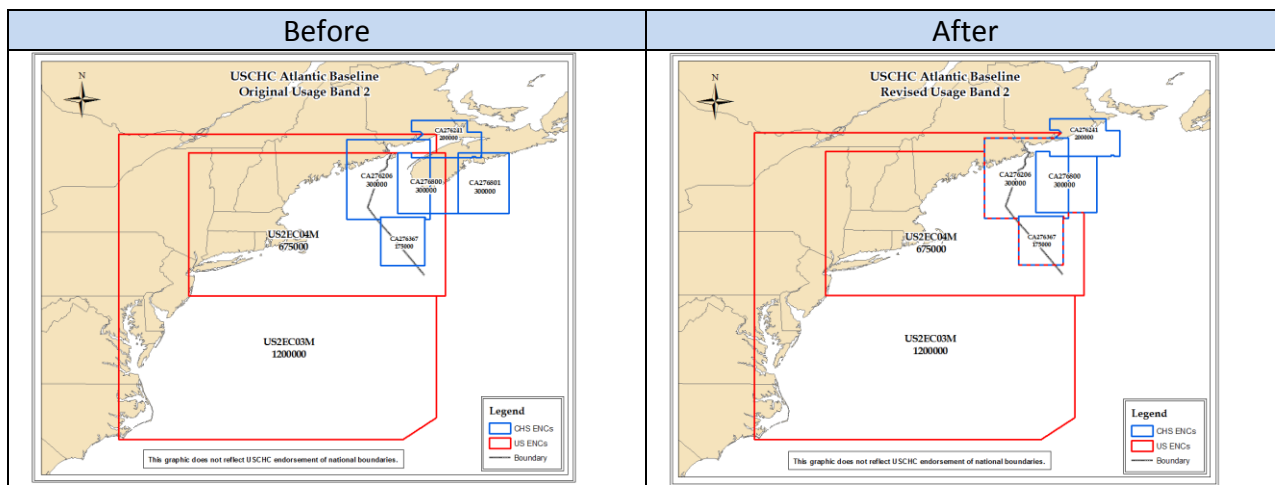 Before
After
N
USCHC Atlantic Baseline
Original Usage Band 2
CA276241
200000
CA276206
300000
CA276800
300000
CA276801
300000
CA276367
175000
US2EC04M
675000
US2EC03M
1200000
Legend
CHS ENCs
US ENCs
Boundary
This graphic does not reflect USCHC endorsement of national boundaries.
N
USCHC Atlantic Baseline
Revised Usage Band 2
CA276241
200000
CA276206
300000
CA276800
300000
CA276367
175000
US2EC04M
675000
US2EC03M
1200000
Legend
CHS ENCs
US ENCs
Boundary
This graphic does not reflect USCHC endorsement of national boundaries.